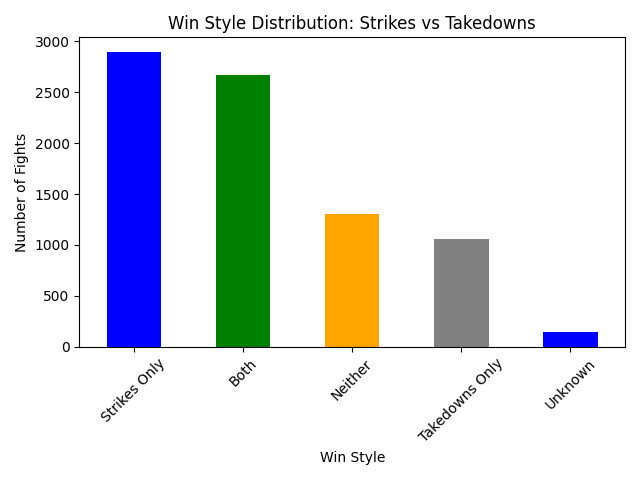 Win Style Distribution: Strikes vs Takedowns
3000
2500
2000
1500
1000
500
0
Number of Fights
Strikes Only
Both
Neither
Takedowns Only
Unknown
Win Style